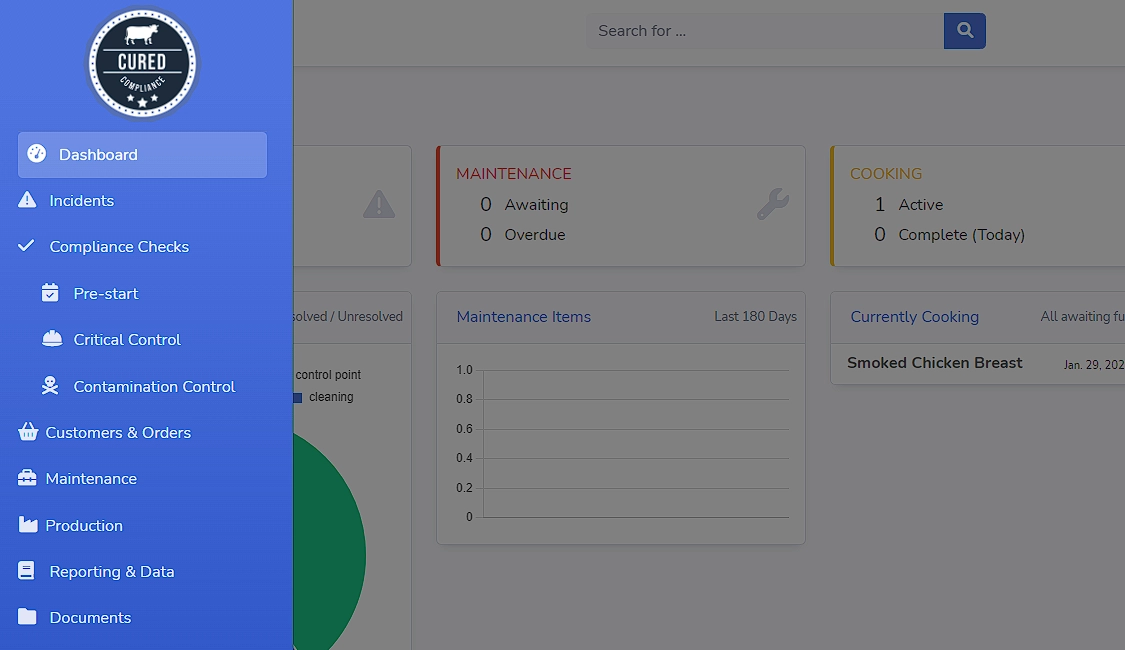 CURED
COMPLIANCE
Dashboard
Incidents
Compliance Checks
Pre-start
Critical Control
Contamination Control
Customers & Orders
Maintenance
Production
Reporting & Data
Documents
Search for ...
MAINTENANCE
0 Awaiting
0 Overdue
COOKING
1 Active
0 Complete (Today)
solved / Unresolved
control point
cleaning
Maintenance Items Last 180 Days
1.0
0.8
0.6
0.4
0.2
0
Currently Cooking All awaiting fu
Smoked Chicken Breast Jan. 29, 202